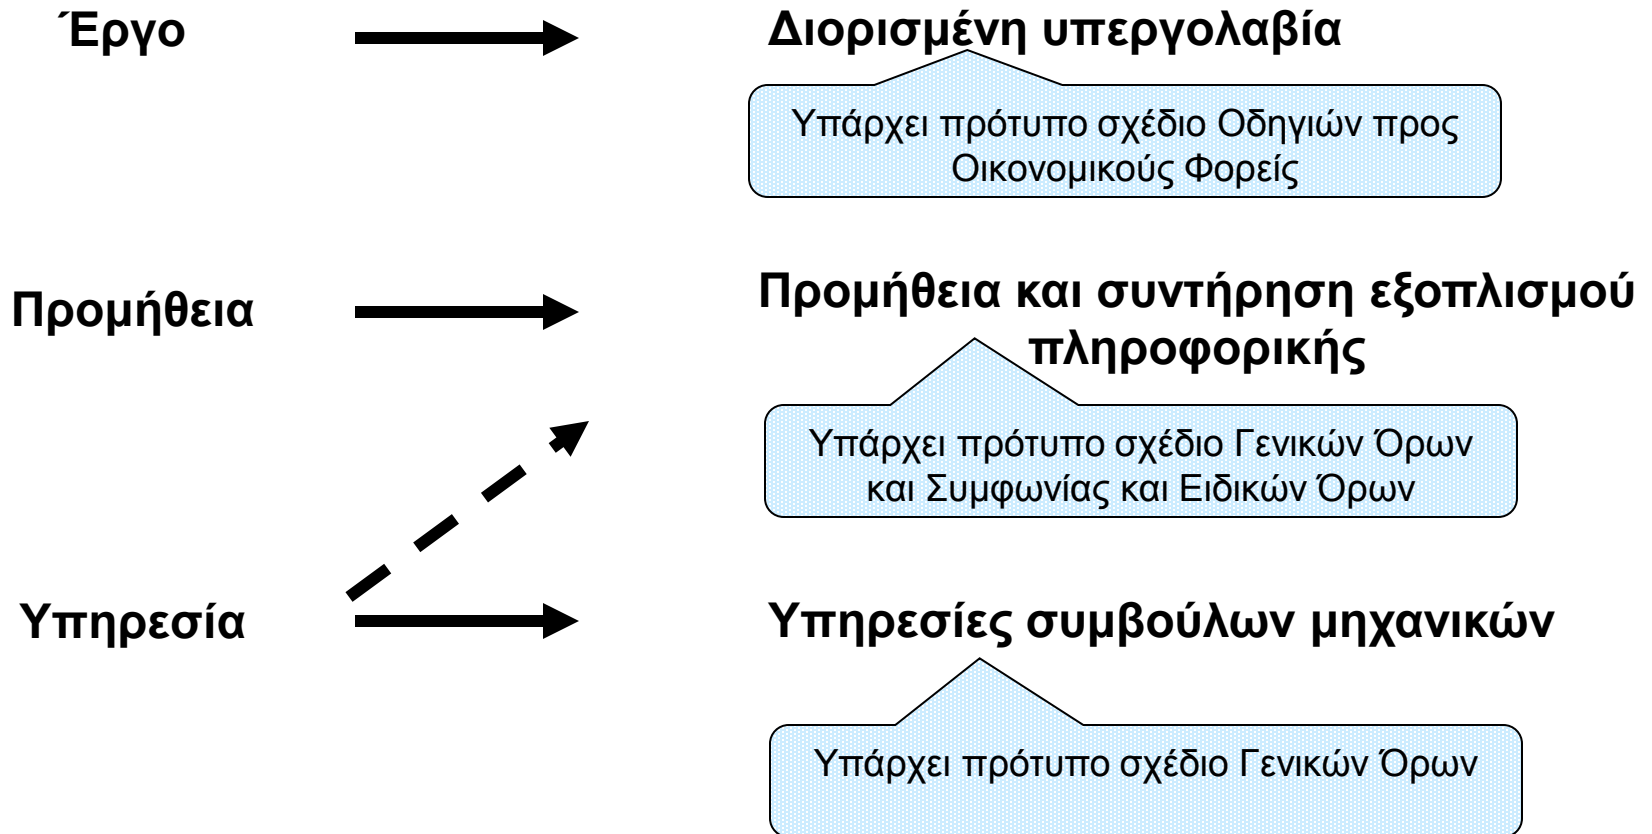 Έργο
Διορισμένη υπεργολαβία
Υπάρχει πρότυπο σχέδιο Οδηγιών προς
Οικονομικούς Φορείς
Προμήθεια
Προμήθεια και συντήρηση εξοπλισμού
πληροφορικής
Υπάρχει πρότυπο σχέδιο Γενικών Όρων
και Συμφωνίας και Ειδικών Όρων
Υπηρεσία
Υπηρεσίες συμβούλων μηχανικών
Υπάρχει πρότυπο σχέδιο Γενικών Όρων